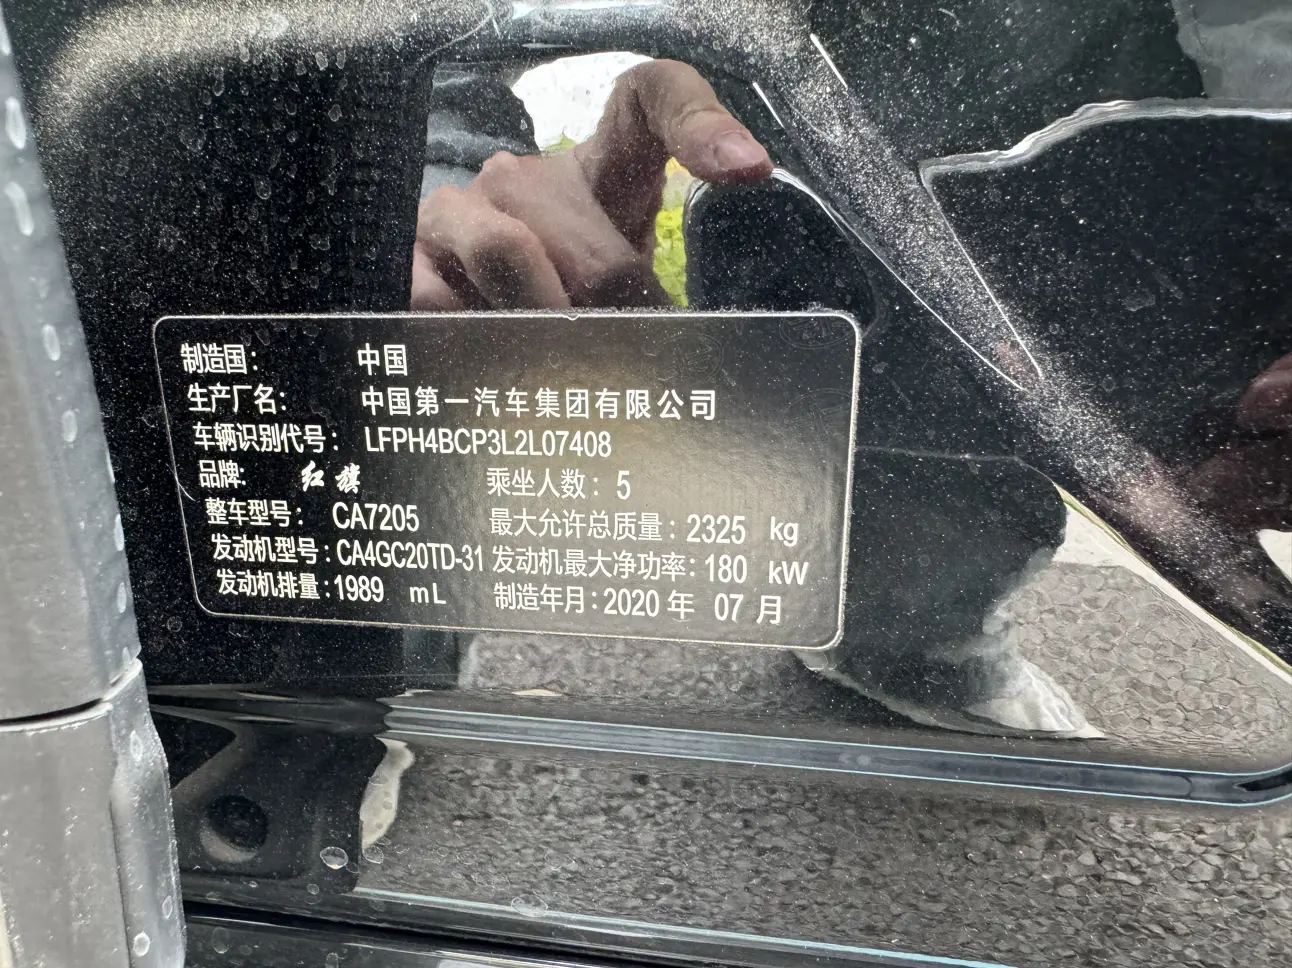 制造国： 中国
生产厂名： 中国第一汽车集团有限公司
车辆识别代号： LFPH4BCP3L2L07408
品牌: 红旗 乘坐人数： 5
整车型号： CA7205 最大允许总质量： 2325 kg
发动机型号：CA4GC20TD-31 发动机最大净功率：180 kW
发动机排量：1989 mL 制造年月：2020 年 07 月